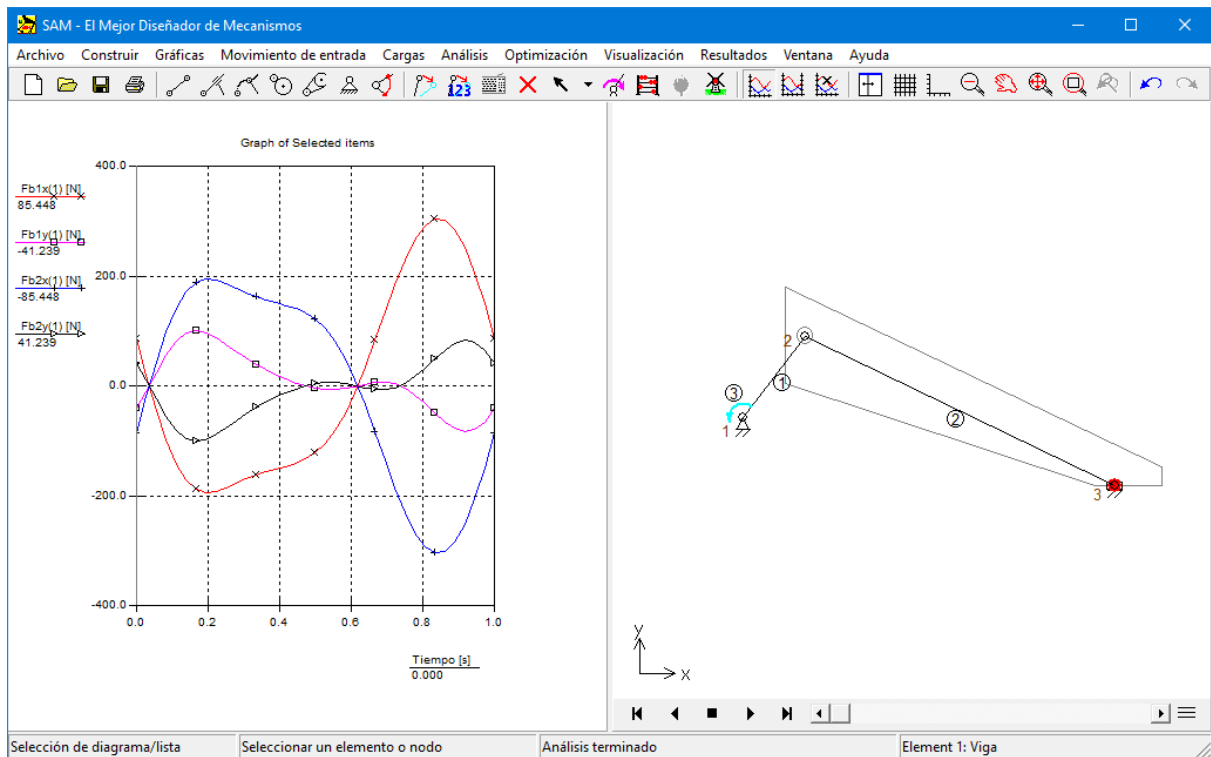 SAM - El Mejor Diseñador de Mecanismos
Archivo Construir Gráficas Movimiento de entrada Cargas Análisis Optimización Visualización Resultados Ventana Ayuda
123
Graph of Selected items
400.0
Fb1x(1) [N]
85.448
Fb1y(1) [N]
-41.239
200.0
Fb2x(1) [N]
-85.448
Fb2y(1) [N]
41.239
0.0
-200.0
-400.0
0.0 0.2 0.4 0.6 0.8 1.0
Tiempo [s]
0.000
2
1
3
1
2
3
y
x
Selección de diagrama/lista Seleccionar un elemento o nodo Análisis terminado Element 1: Viga